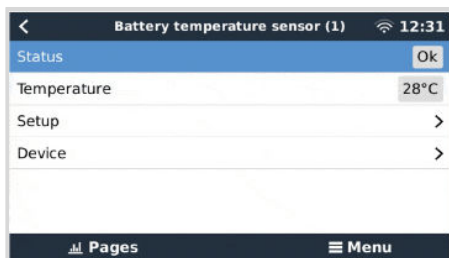 Battery temperature sensor (1) 12:31
Status Ok
Temperature 28°C
Setup
Device
Pages Menu